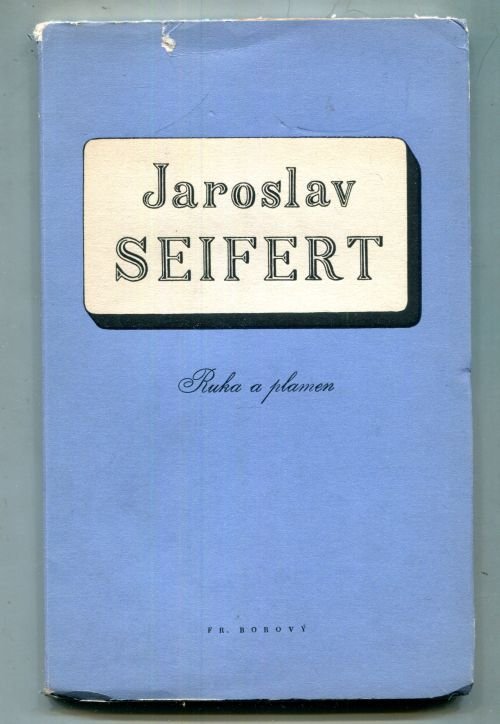 Jaroslav
SEIFERT
Ruka a plamen
FR. BOROVÝ